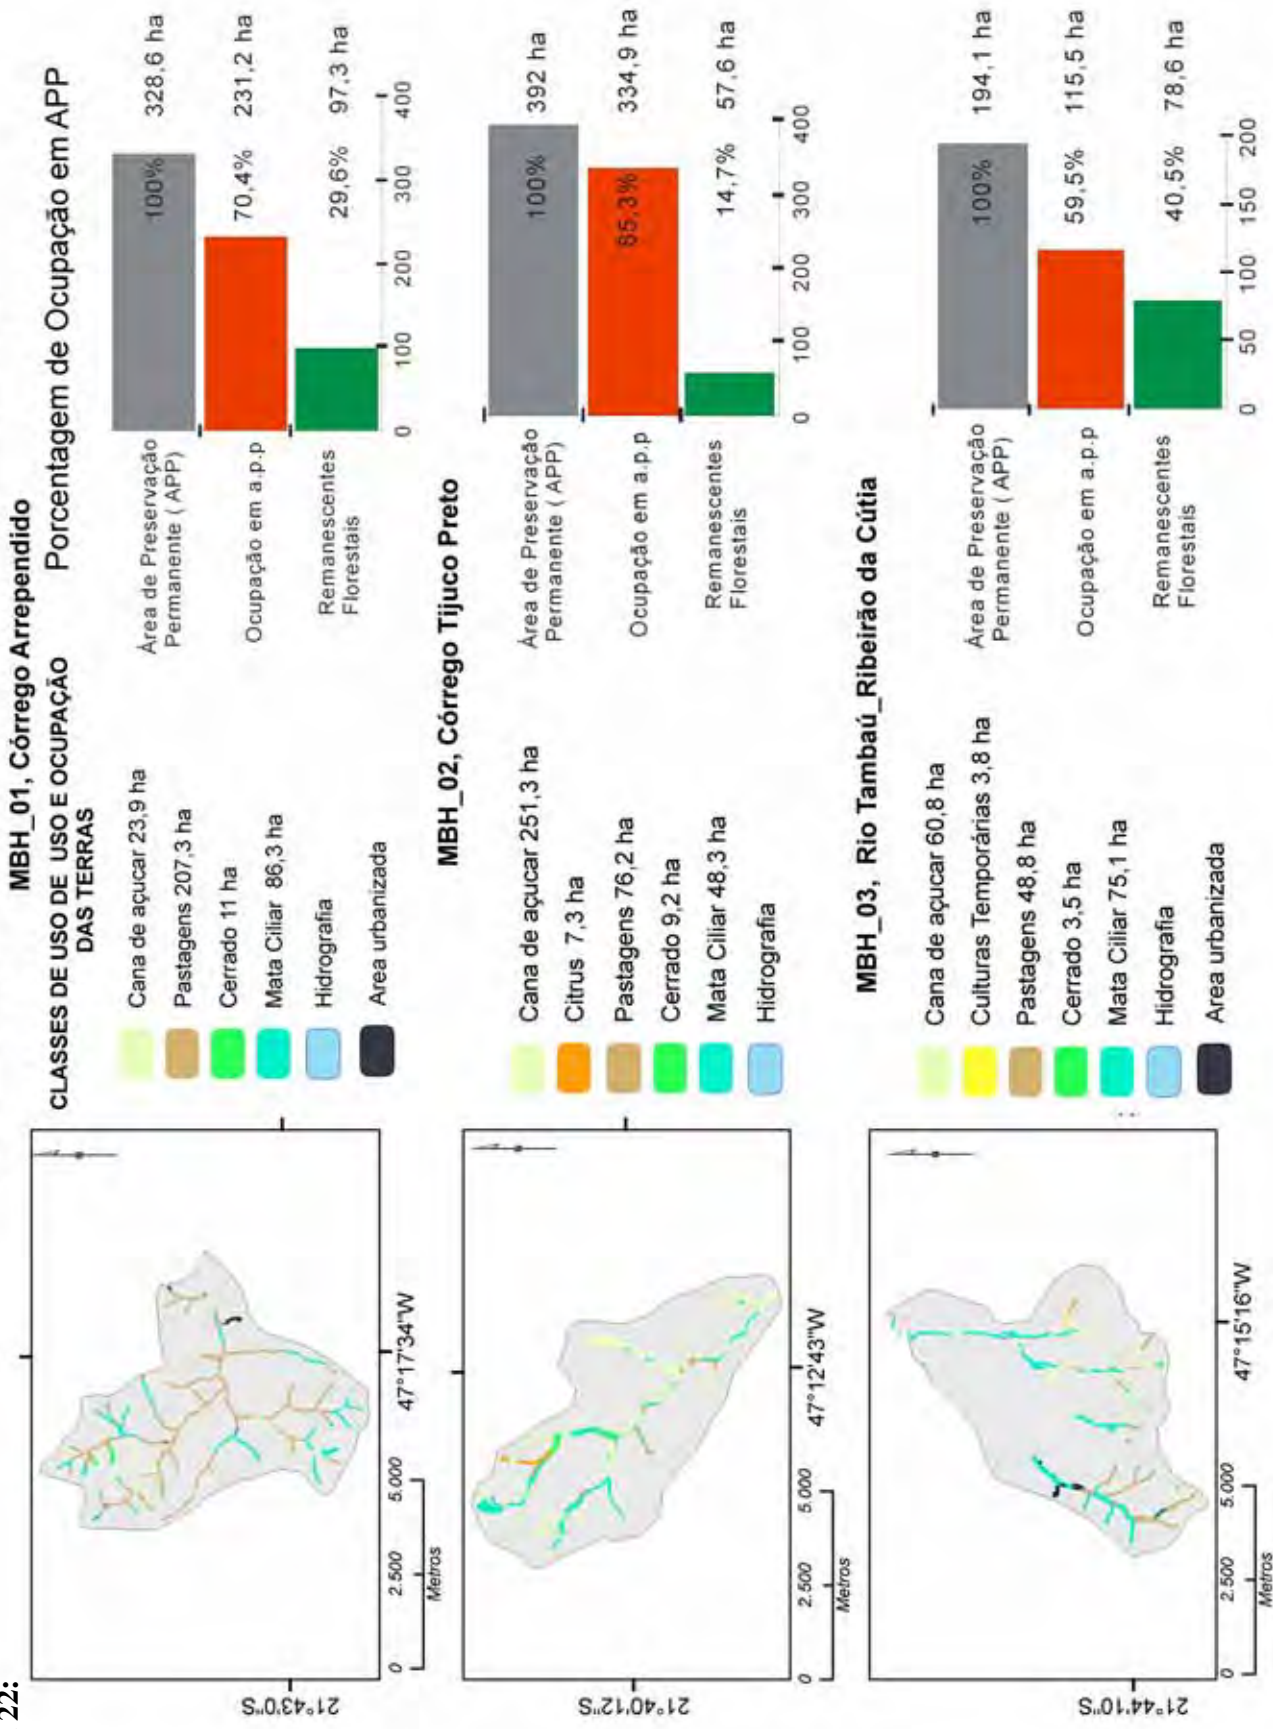 22:
MBH_01, Córrego Arrependido
CLASSES DE USO DE USO E OCUPAÇÃO
DAS TERRAS
Porcentagem de Ocupação em APP
21°43'0"S
0 2.500 5.000
Metros
47°17'34"W
Cana de açucar 23,9 ha
Pastagens 207,3 ha
Cerrado 11 ha
Mata Ciliar 86,3 ha
Hidrografia
Area urbanizada
Área de Preservação
Permanente ( APP)
100%
328,6 ha
Ocupação em a.p.p
70,4%
231,2 ha
Remanescentes
Florestais
29,6%
97,3 ha
0 100 200 300 400
MBH_02, Córrego Tijuco Preto
21°40'12"S
0 2.500 5.000
Metros
47°12'43"W
Cana de açucar 251,3 ha
Citrus 7,3 ha
Pastagens 76,2 ha
Cerrado 9,2 ha
Mata Ciliar 48,3 ha
Hidrografia
Área de Preservação
Permanente ( APP)
100%
392 ha
Ocupação em a.p.p
85,3%
334,9 ha
Remanescentes
Florestais
14,7%
57,6 ha
0 100 200 300 400
MBH_03, Rio Tambaú_Ribeirão da Cútia
21°44'10"S
0 2.500 5.000
Metros
47°15'16"W
Cana de açucar 60,8 ha
Culturas Temporárias 3,8 ha
Pastagens 48,8 ha
Cerrado 3,5 ha
Mata Ciliar 75,1 ha
Hidrografia
Area urbanizada
Área de Preservação
Permanente ( APP)
100%
194,1 ha
Ocupação em a.p.p
59,5%
115,5 ha
Remanescentes
Florestais
40,5%
78,6 ha
0 50 100 150 200